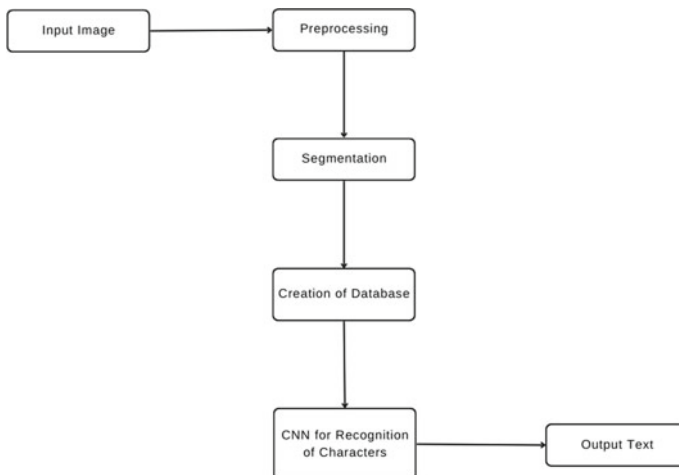 Input Image
Preprocessing
Segmentation
Creation of Database
CNN for Recognition
of Characters
Output Text